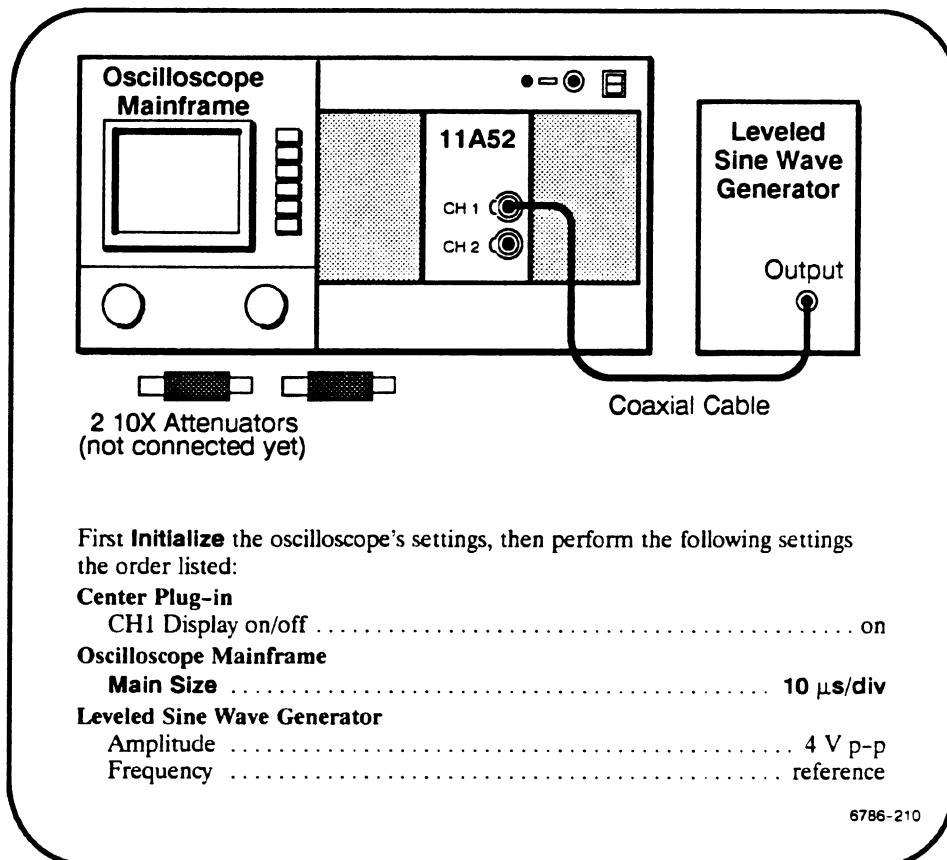 Oscilloscope
Mainframe
11A52
CH 1
CH 2
Leveled
Sine Wave
Generator
Output
Coaxial Cable
2 10X Attenuators
(not connected yet)
First Initialize the oscilloscope's settings, then perform the following settings
the order listed:
Center Plug-in
CH1 Display on/off ........................................ on
Oscilloscope Mainframe
Main Size ........................................ 10 µs/div
Leveled Sine Wave Generator
Amplitude ........................................ 4 V p-p
Frequency ........................................ reference
6786-210